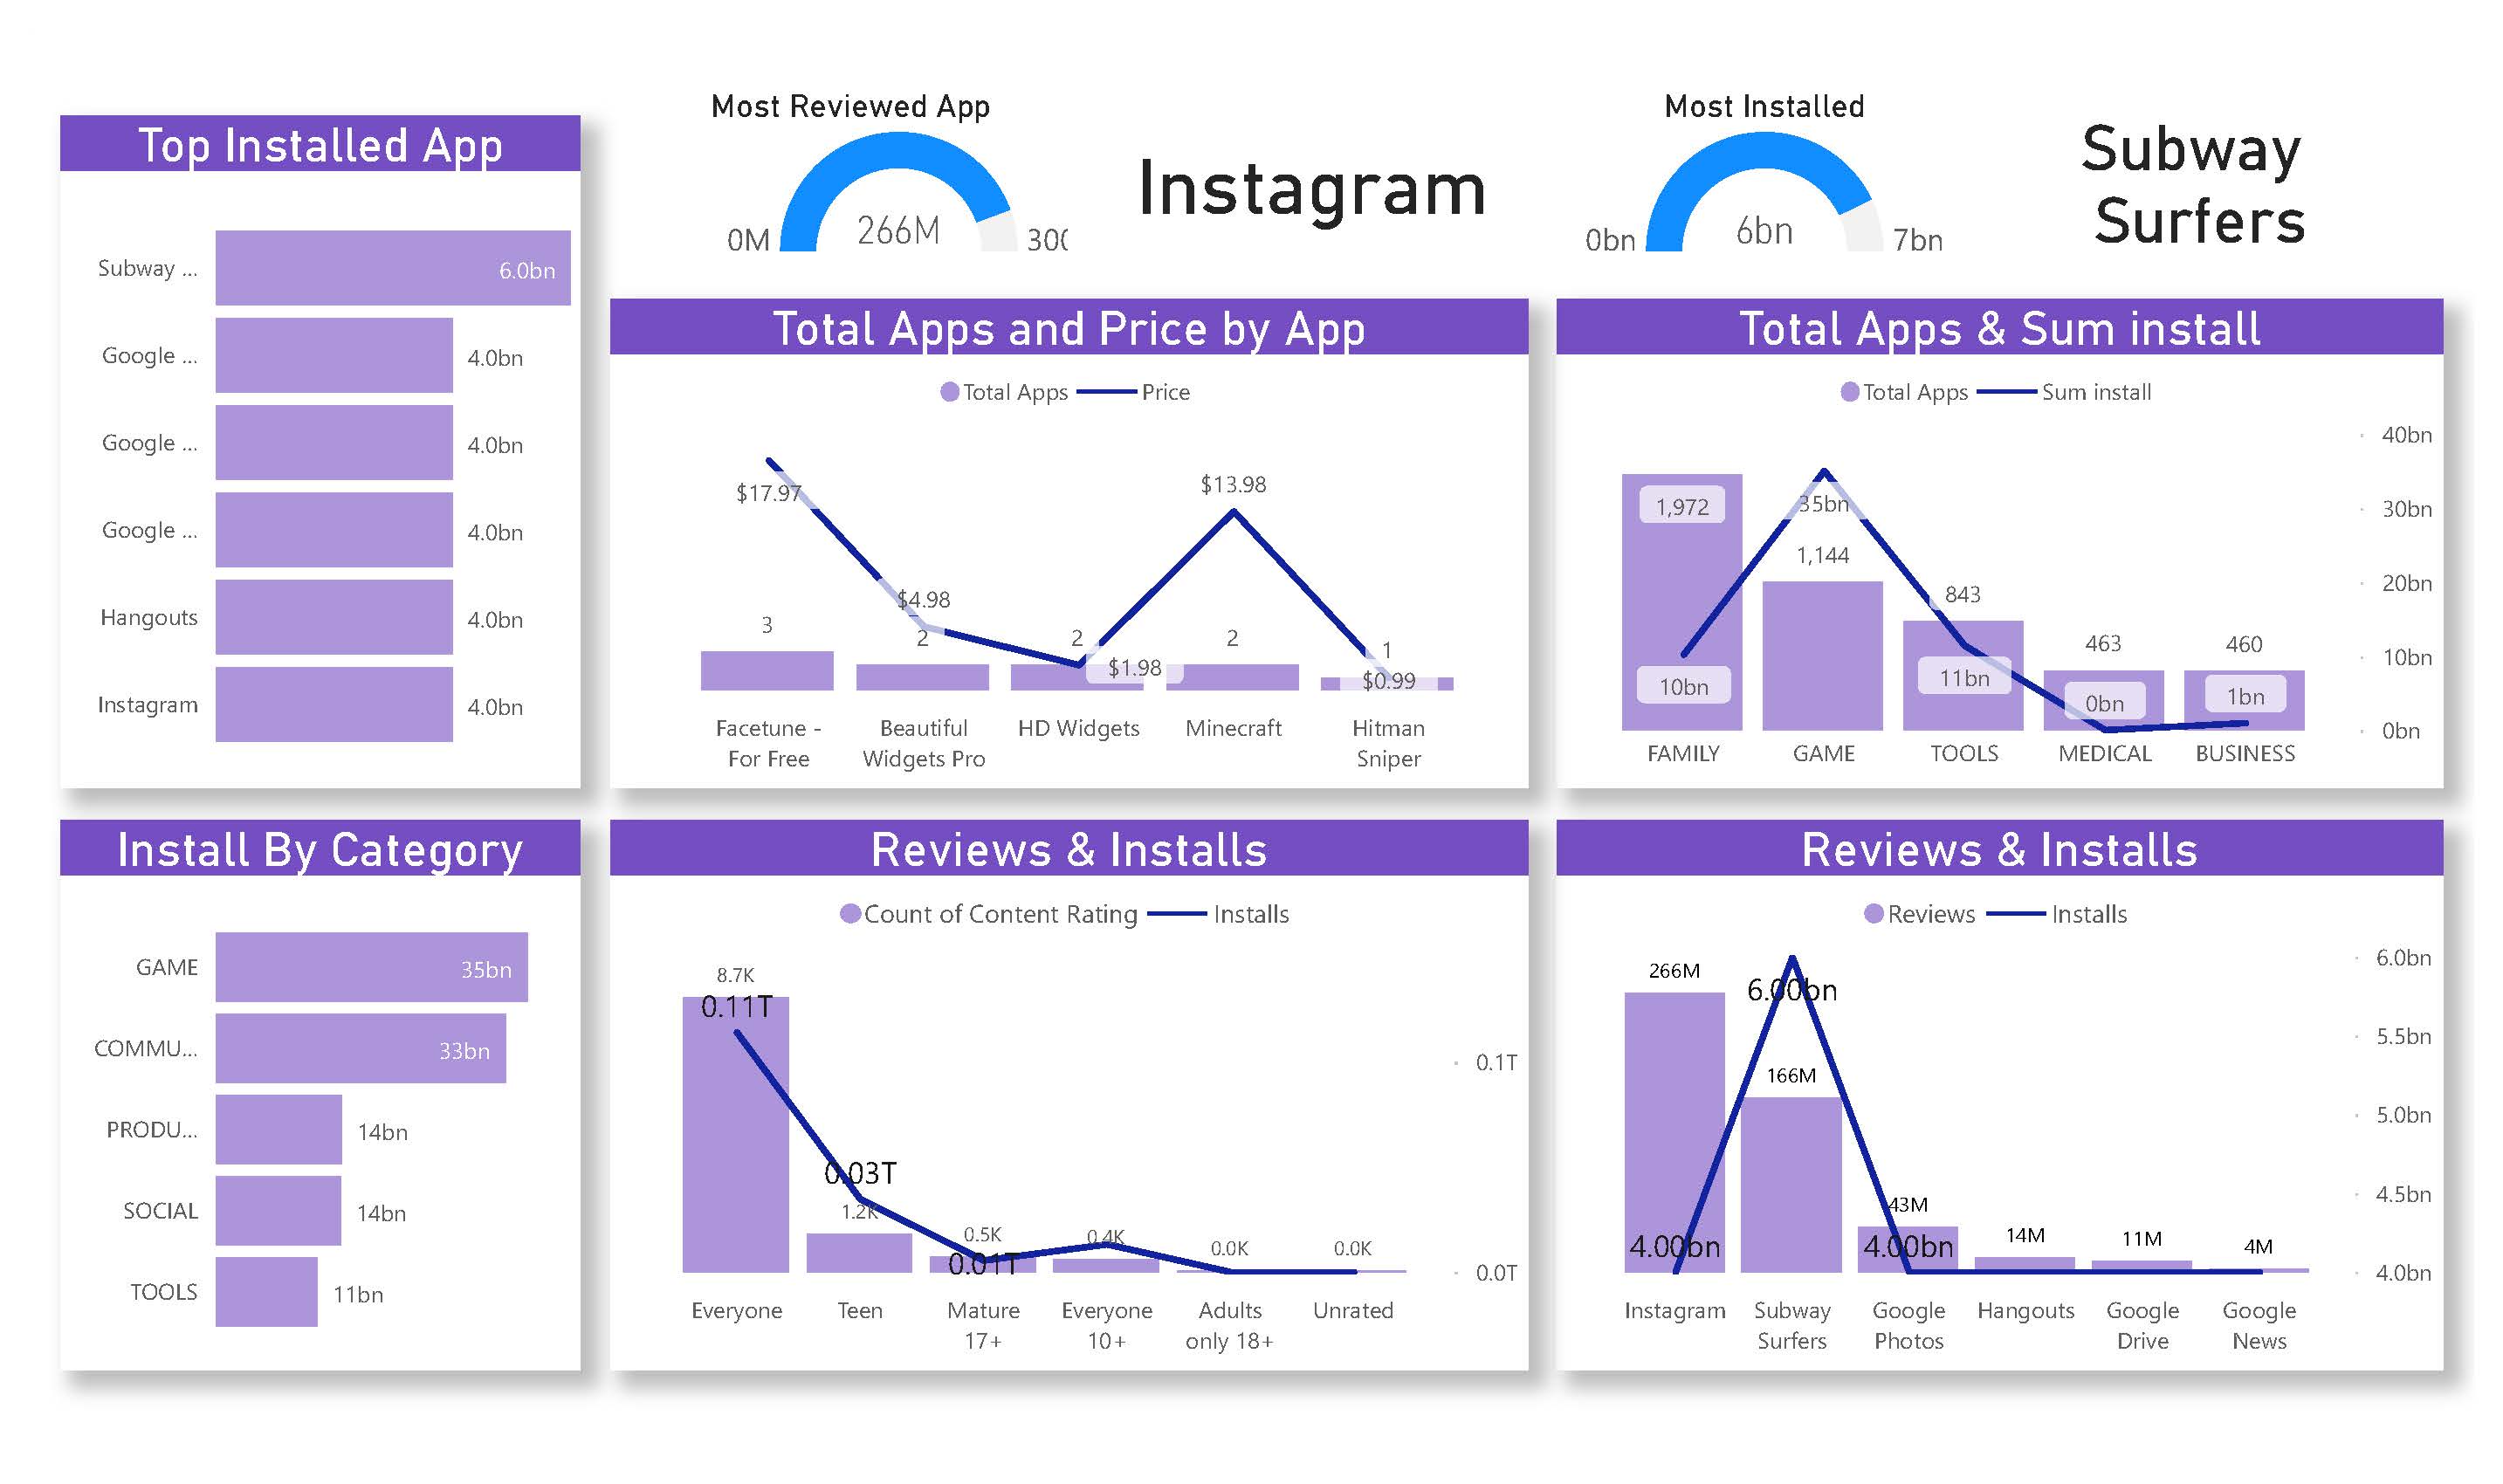 Most Reviewed App
0M
266M
300
Instagram
Most Installed
0bn
6bn
7bn
Subway
Surfers
Top Installed App
Subway ...
6.0bn
Google ...
4.0bn
Google ...
4.0bn
Google ...
4.0bn
Hangouts
4.0bn
Instagram
4.0bn
Total Apps and Price by App
Total Apps
Price
$17.97
$4.98
$1.98
$13.98
$0.99
3
2
2
2
1
Facetune -
For Free
Beautiful
Widgets Pro
HD Widgets
Minecraft
Hitman
Sniper
Total Apps & Sum install
Total Apps
Sum install
40bn
30bn
20bn
10bn
0bn
1,972
1,144
843
463
460
10bn
35bn
11bn
0bn
1bn
FAMILY
GAME
TOOLS
MEDICAL
BUSINESS
Install By Category
GAME
35bn
COMMU...
33bn
PRODU...
14bn
SOCIAL
14bn
TOOLS
11bn
Reviews & Installs
Count of Content Rating
Installs
8.7K
1.2K
0.5K
0.4K
0.0K
0.0K
0.11T
0.03T
0.01T
0.1T
0.0T
Everyone
Teen
Mature
17+
Everyone
10+
Adults
only 18+
Unrated
Reviews & Installs
Reviews
Installs
266M
166M
43M
14M
11M
4M
4.00bn
6.00bn
4.00bn
6.0bn
5.5bn
5.0bn
4.5bn
4.0bn
Instagram
Subway
Surfers
Google
Photos
Hangouts
Google
Drive
Google
News